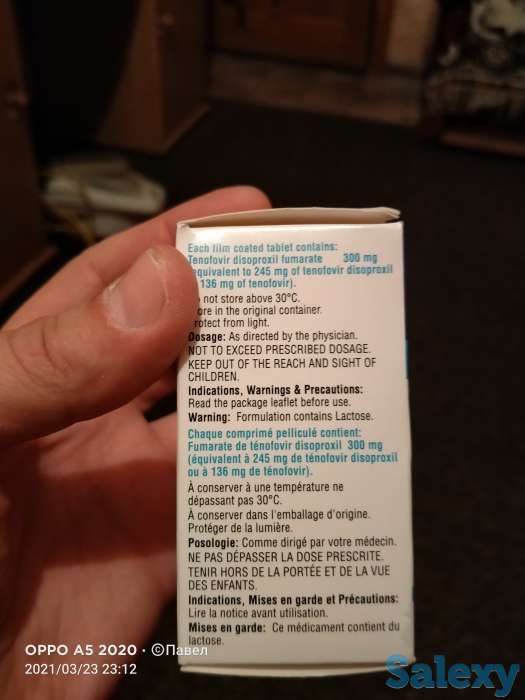 Each film coated tablet contains:
Tenofovir disoproxil fumarate 300 mg
equivalent to 245 mg of tenofovir disoproxil
136 mg of tenofovir).
not store above 30°C.
ore in the original container.
rotect from light.
Dosage: As directed by the physician.
NOT TO EXCEED PRESCRIBED DOSAGE.
KEEP OUT OF THE REACH AND SIGHT OF
CHILDREN.
Indications, Warnings & Precautions:
Read the package leaflet before use.
Warning: Formulation contains Lactose.
Chaque comprimé pelliculé contient:
Fumarate de ténofovir disoproxil 300 mg
(équivalent à 245 mg de ténofovir disoproxil
ou à 136 mg de ténofovir).
À conserver à une température ne
dépassant pas 30°C.
À conserver dans l'emballage d'origine.
Protéger de la lumière.
Posologie: Comme dirigé par votre médecin.
NE PAS DÉPASSER LA DOSE PRESCRITE.
TENIR HORS DE LA PORTÉE ET DE LA VUE
DES ENFANTS.
Indications, Mises en garde et Précautions:
Lire la notice avant utilisation.
Mises en garde: Ce médicament contient du
lactose.
OPPO A5 2020 · ©Павел
2021/03/23 23:12
Salexy